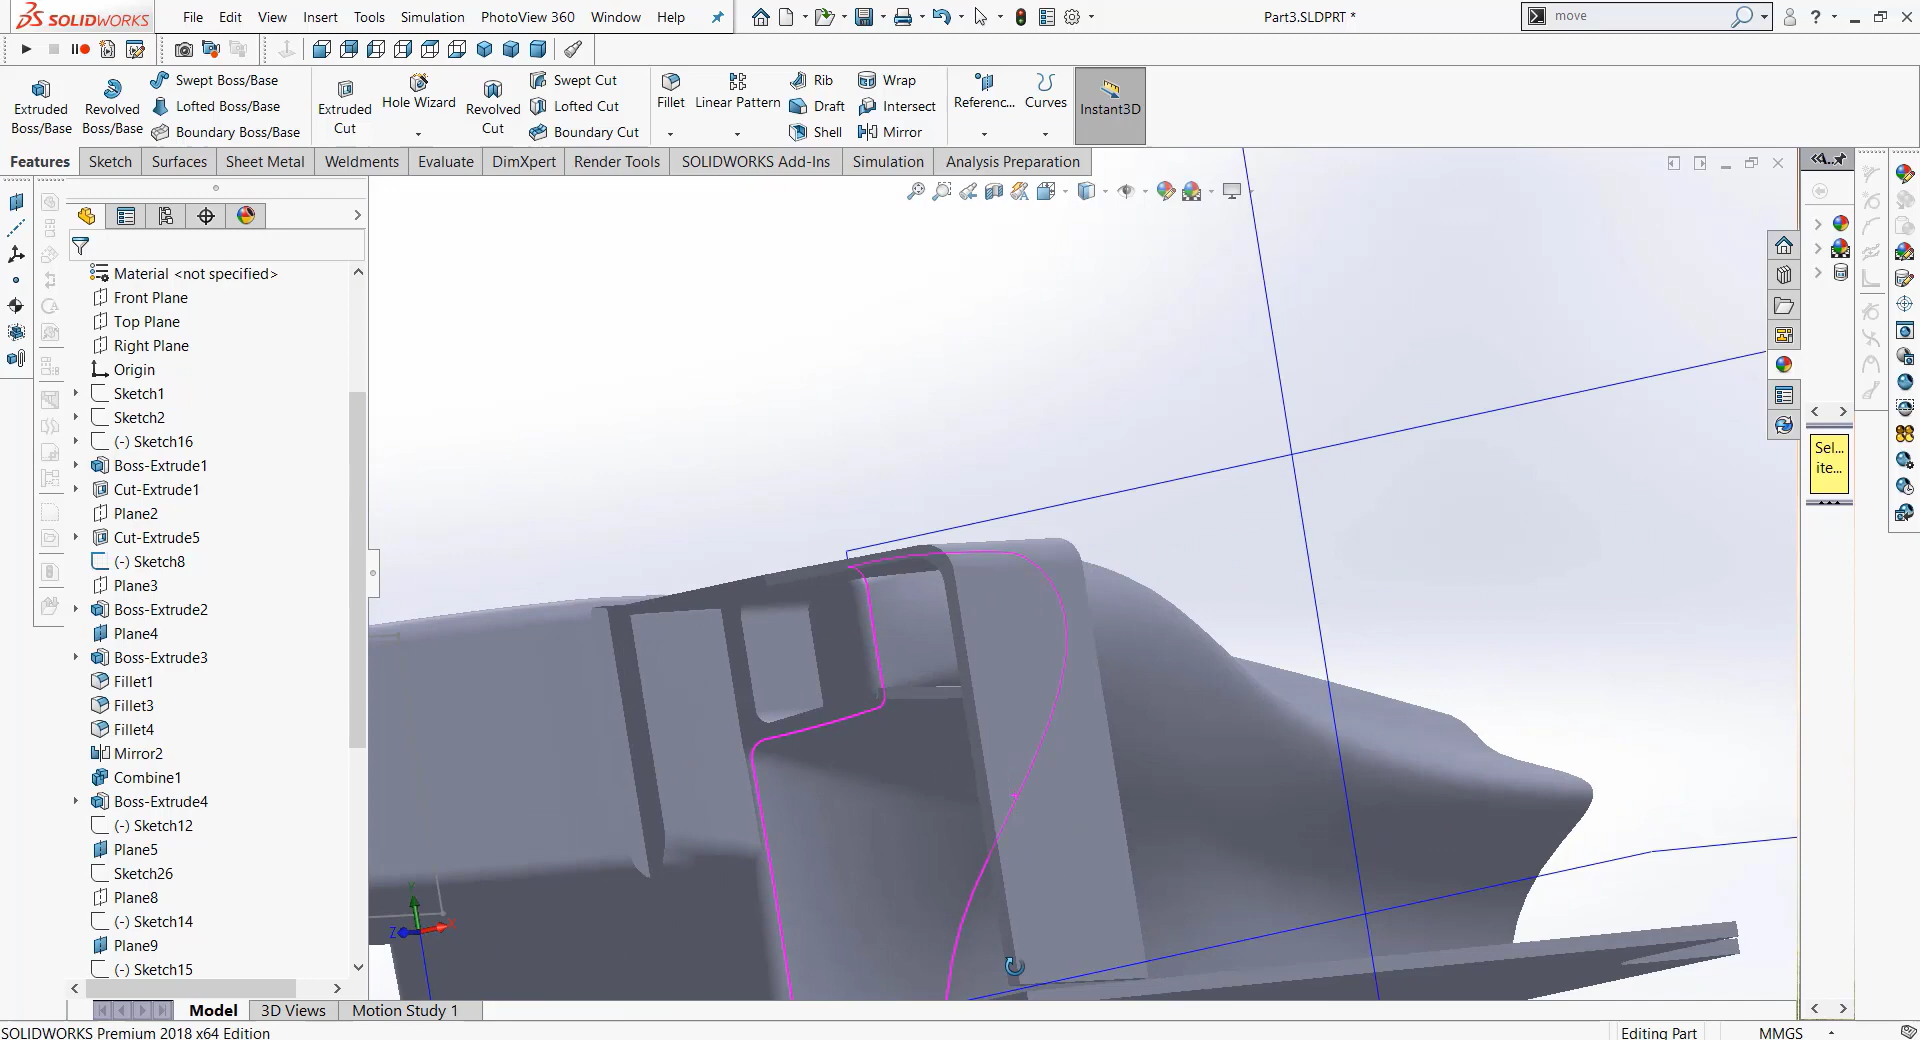 SOLIDWORKS File Edit View Insert Tools Simulation PhotoView 360 Window Help Part3.SLDPRT * move
Swept Boss/Base Swept Cut Rib Wrap
Extruded Boss/Base Revolved Boss/Base Lofted Boss/Base Extruded Cut Hole Wizard Revolved Cut Lofted Cut Fillet Linear Pattern Draft Intersect Referenc... Curves Instant3D
Boundary Boss/Base Boundary Cut Shell Mirror
Features Sketch Surfaces Sheet Metal Weldments Evaluate DimXpert Render Tools SOLIDWORKS Add-Ins Simulation Analysis Preparation
Material <not specified>
Front Plane
Top Plane
Right Plane
Origin
Sketch1
Sketch2
(-) Sketch16
Boss-Extrude1
Cut-Extrude1
Plane2
Cut-Extrude5
(-) Sketch8
Plane3
Boss-Extrude2
Plane4
Boss-Extrude3
Fillet1
Fillet3
Fillet4
Mirror2
Combine1
Boss-Extrude4
(-) Sketch12
Plane5
Sketch26
Plane8
(-) Sketch14
Plane9
(-) Sketch15
A...
Sel...
ite...
Y
Z X
Model 3D Views Motion Study 1
SOLIDWORKS Premium 2018 x64 Edition Editing Part MMGS